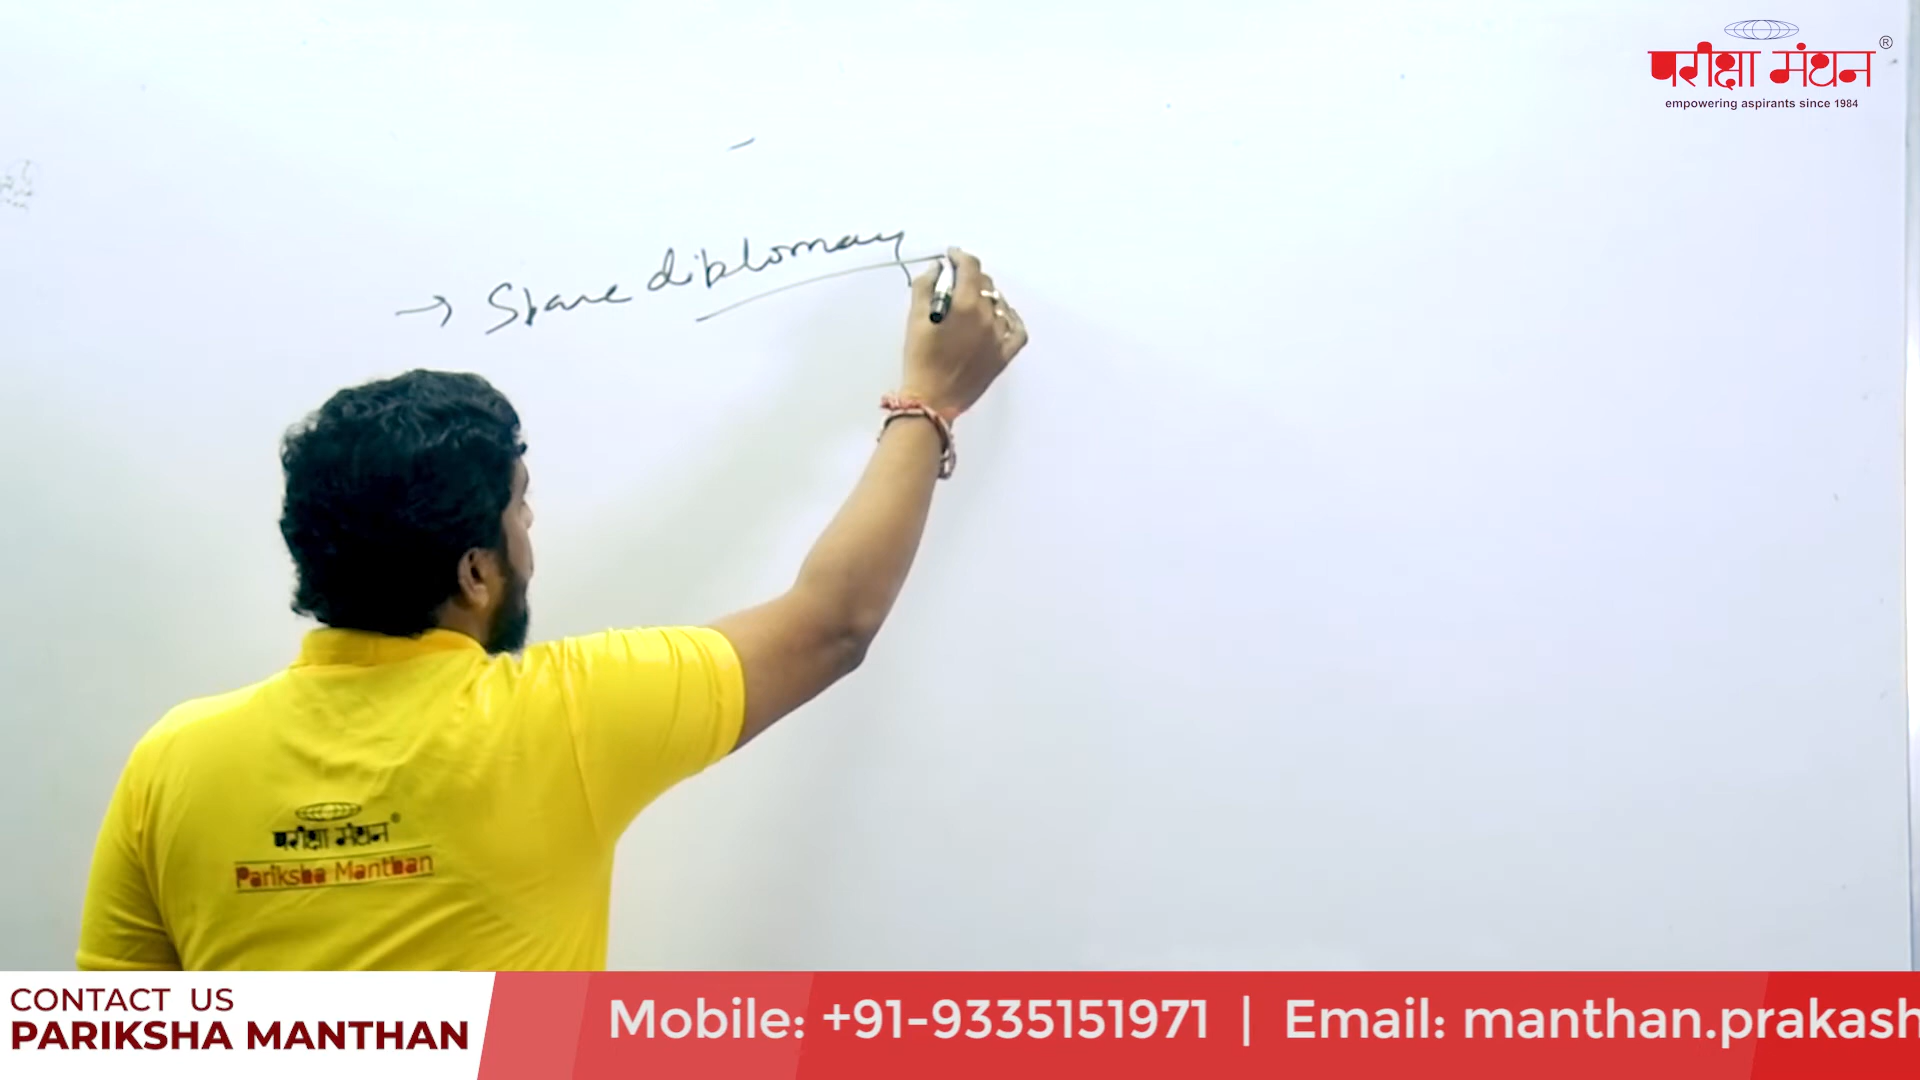 परीक्षा मंथन ®
empowering aspirants since 1984
→ Space diplomacy
परीक्षा मंथन ®
Pariksha Manthan
CONTACT US
PARIKSHA MANTHAN
Mobile: +91-9335151971 | Email: manthan.prakash